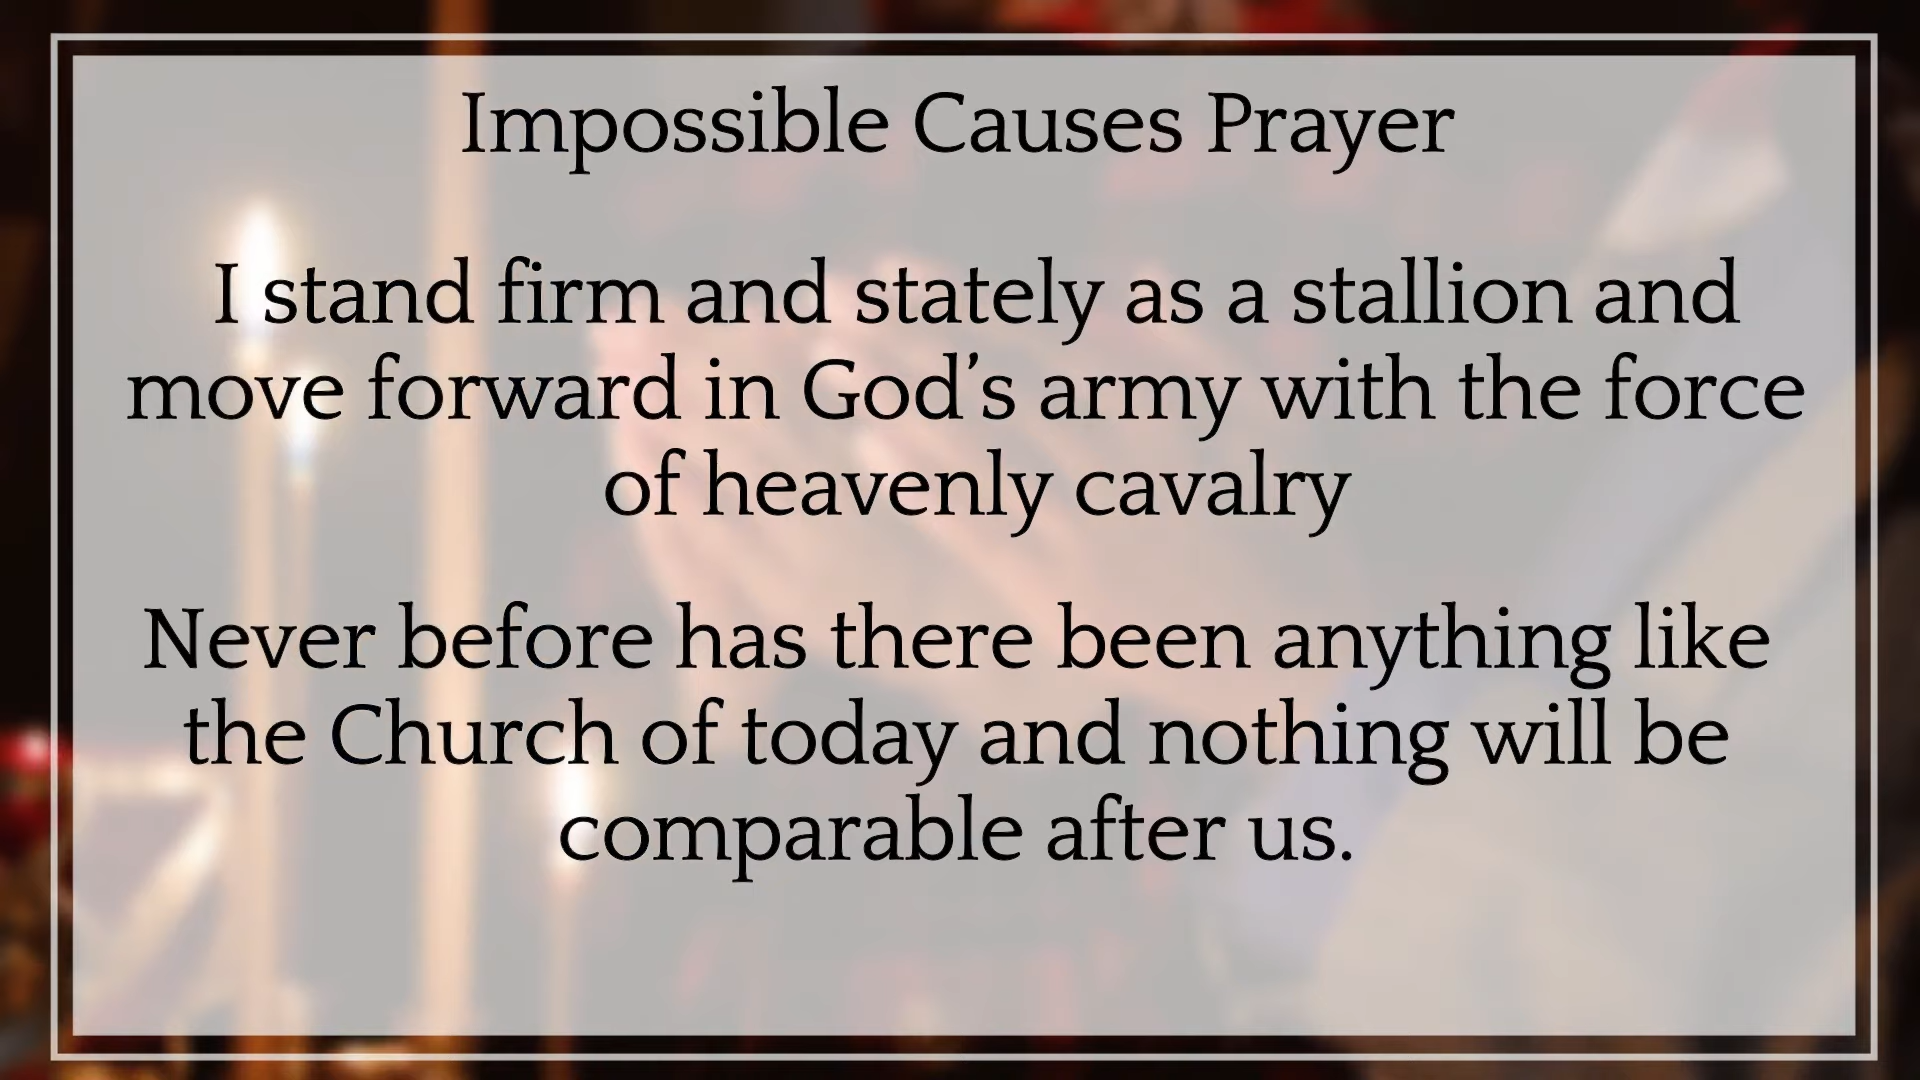 Impossible Causes Prayer
I stand firm and stately as a stallion and
move forward in God’s army with the force
of heavenly cavalry
Never before has there been anything like
the Church of today and nothing will be
comparable after us.